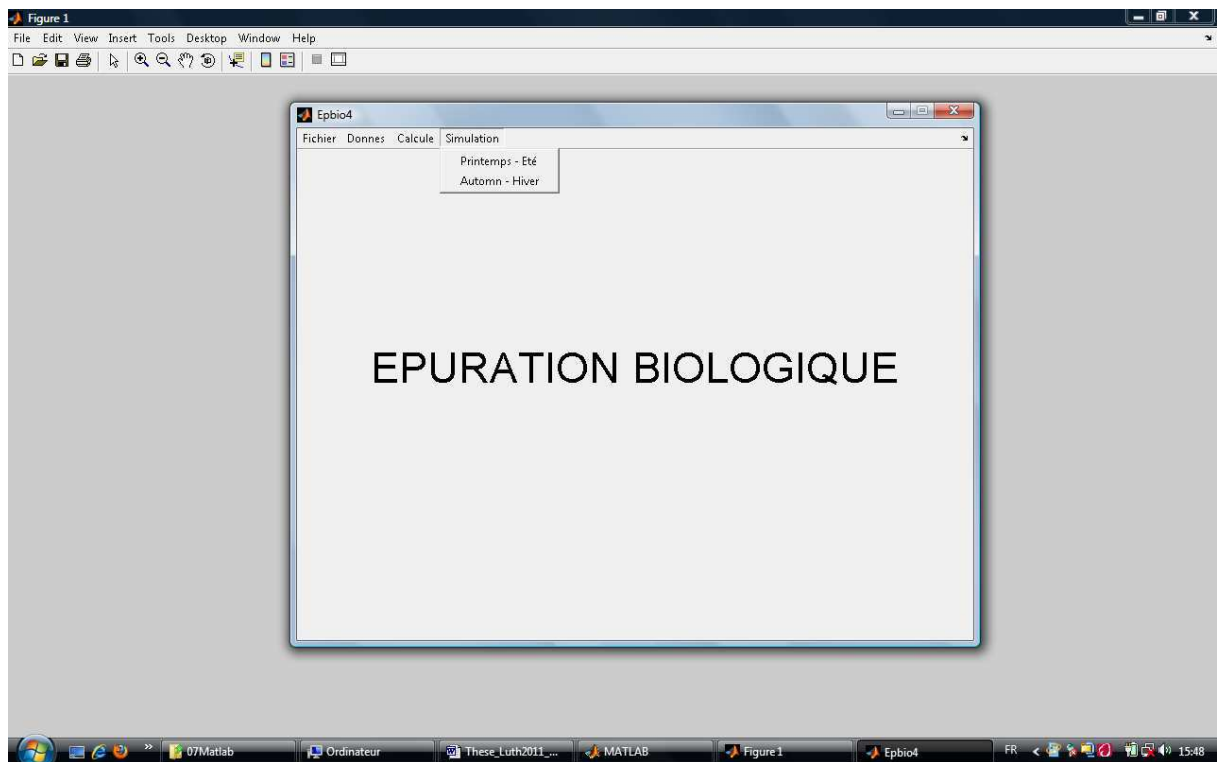 Figure 1
File Edit View Insert Tools Desktop Window Help
Epbio4
Fichier Donnes Calcule Simulation
Printemps - Eté
Automn - Hiver
EPURATION BIOLOGIQUE
07Matlab Ordinateur These_Luth2011_... MATLAB Figure 1 Epbio4 FR 15:48